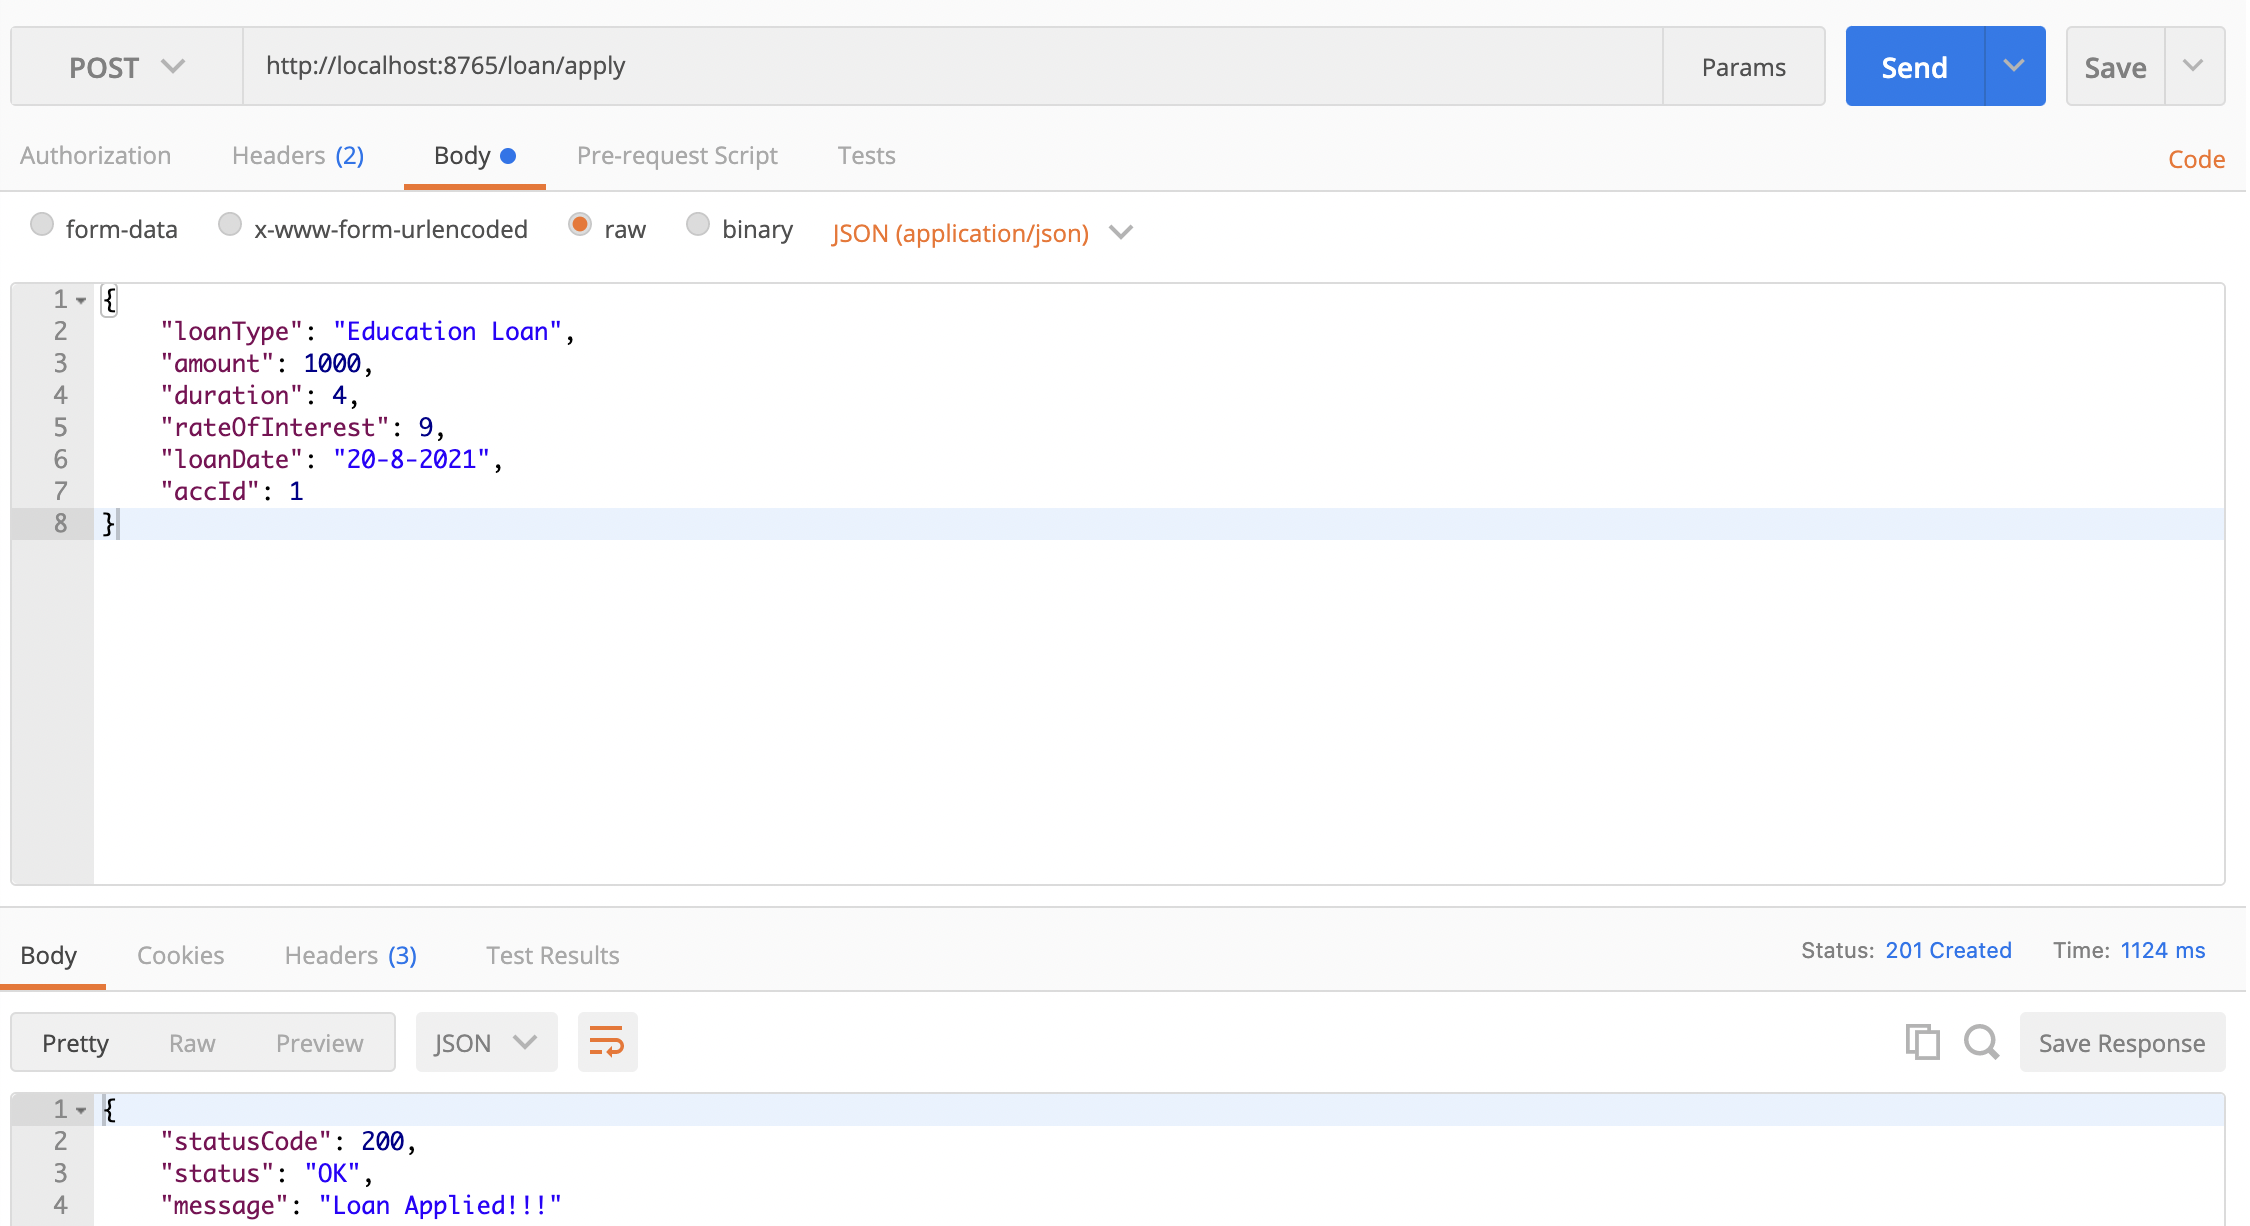 POST http://localhost:8765/loan/apply Params Send Save
Authorization Headers (2) Body Pre-request Script Tests Code
form-data x-www-form-urlencoded raw binary JSON (application/json)
1 {
2 "loanType": "Education Loan",
3 "amount": 1000,
4 "duration": 4,
5 "rateOfInterest": 9,
6 "loanDate": "20-8-2021",
7 "accId": 1
8 }
Body Cookies Headers (3) Test Results Status: 201 Created Time: 1124 ms
Pretty Raw Preview JSON Save Response
1 {
2 "statusCode": 200,
3 "status": "OK",
4 "message": "Loan Applied!!!"